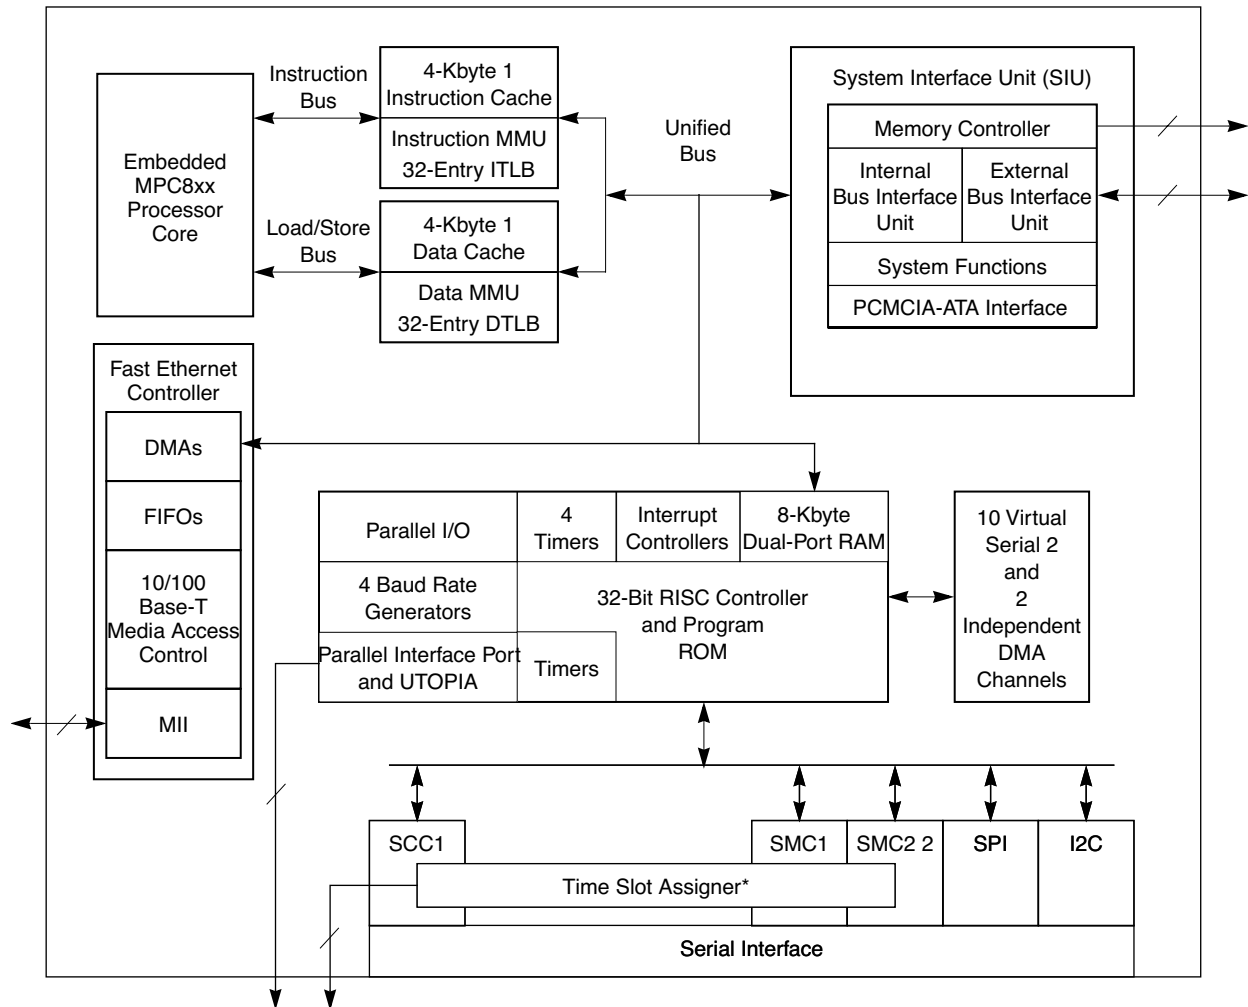 Instruction
Bus
4-Kbyte 1
Instruction Cache
Instruction MMU
32-Entry ITLB
Embedded
MPC8xx
Processor
Core
Load/Store
Bus
4-Kbyte 1
Data Cache
Data MMU
32-Entry DTLB
Unified
Bus
System Interface Unit (SIU)
Memory Controller
Internal
Bus Interface
Unit
External
Bus Interface
Unit
System Functions
PCMCIA-ATA Interface
Fast Ethernet
Controller
DMAs
FIFOs
10/100
Base-T
Media Access
Control
MII
Parallel I/O
4
Timers
Interrupt
Controllers
8-Kbyte
Dual-Port RAM
4 Baud Rate
Generators
32-Bit RISC Controller
and Program
ROM
Parallel Interface Port
and UTOPIA
Timers
10 Virtual
Serial 2
and
2
Independent
DMA
Channels
SCC1
SMC1
SMC2 2
SPI
I2C
Time Slot Assigner*
Serial Interface